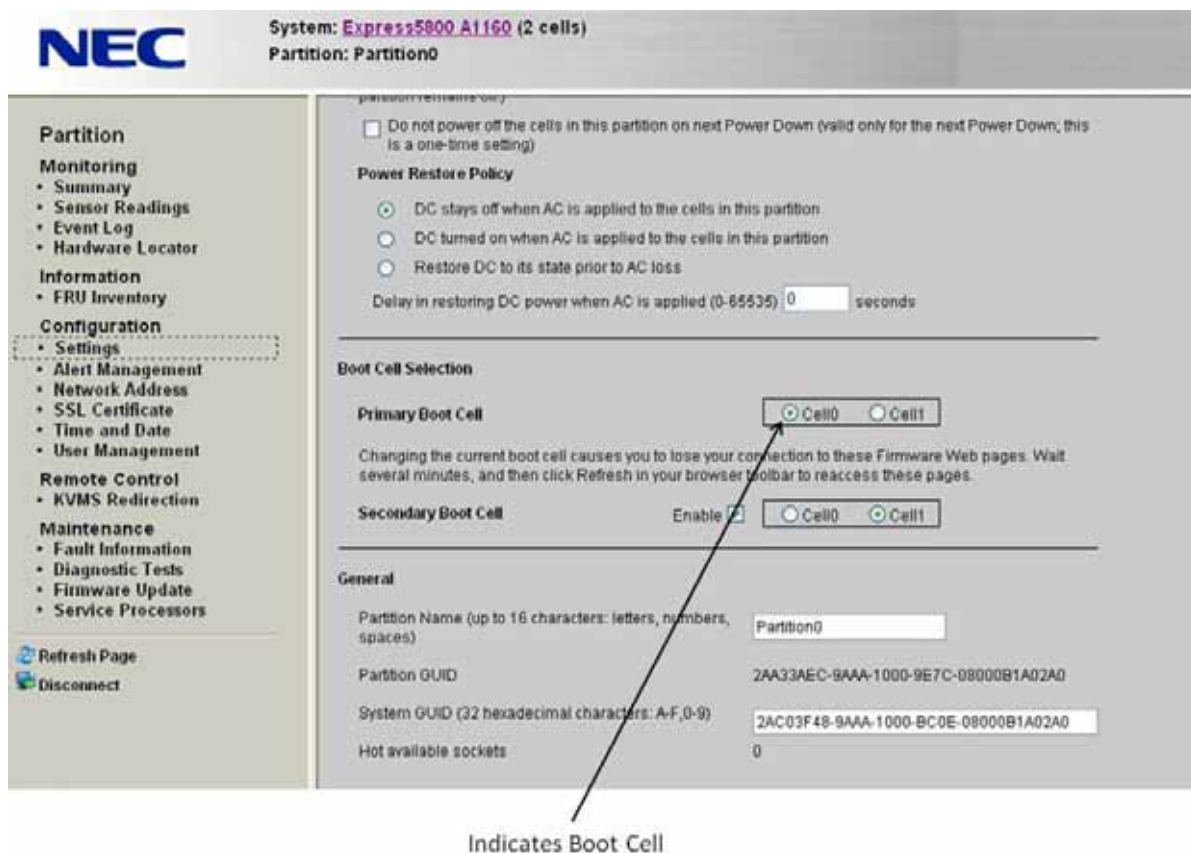 NEC
System: Express5800 A1160 (2 cells)
Partition: Partition0
Partition
Monitoring
• Summary
• Sensor Readings
• Event Log
• Hardware Locator
Information
• FRU Inventory
Configuration
• Settings
• Alert Management
• Network Address
• SSL Certificate
• Time and Date
• User Management
Remote Control
• KVMS Redirection
Maintenance
• Fault Information
• Diagnostic Tests
• Firmware Update
• Service Processors
Refresh Page
Disconnect
partition remains off.)
Do not power off the cells in this partition on next Power Down (valid only for the next Power Down; this
is a one-time setting)
Power Restore Policy
DC stays off when AC is applied to the cells in this partition
DC turned on when AC is applied to the cells in this partition
Restore DC to its state prior to AC loss
Delay in restoring DC power when AC is applied (0-65535) 0 seconds
Boot Cell Selection
Primary Boot Cell Cell0 Cell1
Changing the current boot cell causes you to lose your connection to these Firmware Web pages. Wait
several minutes, and then click Refresh in your browser toolbar to reaccess these pages.
Secondary Boot Cell Enable Cell0 Cell1
General
Partition Name (up to 16 characters: letters, numbers,
spaces) Partition0
Partition GUID 2AA33AEC-9AAA-1000-9E7C-08000B1A02A0
System GUID (32 hexadecimal characters: A-F,0-9) 2AC03F48-9AAA-1000-BC0E-08000B1A02A0
Hot available sockets 0
Indicates Boot Cell